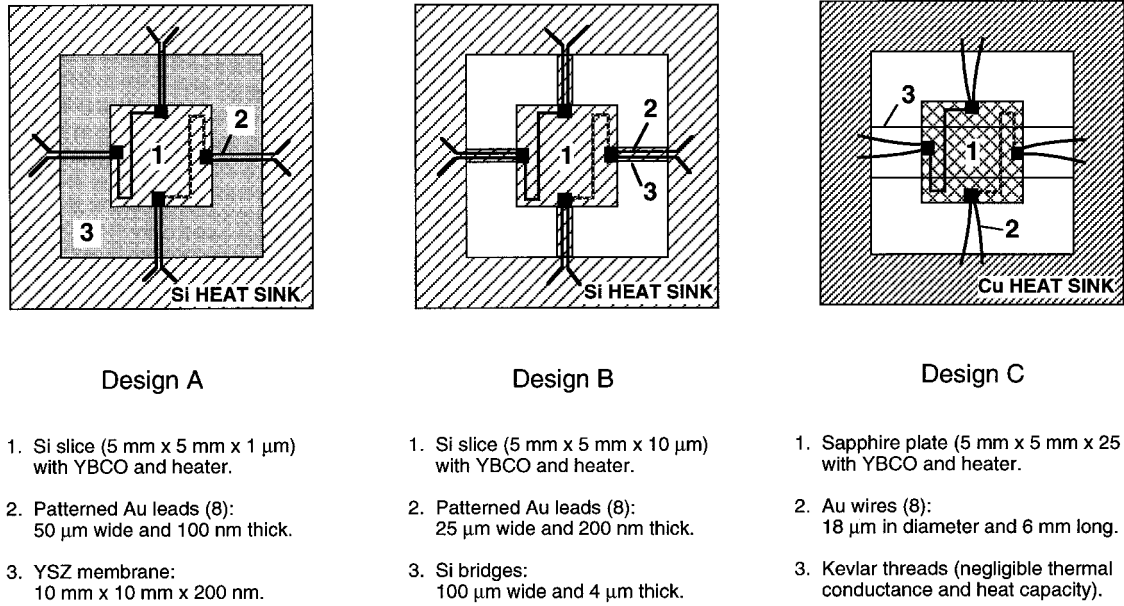 1
2
3
Si HEAT SINK
1
2
3
Si HEAT SINK
3
1
2
Cu HEAT SINK
Design A
Design B
Design C
1. Si slice (5 mm x 5 mm x 1 μm)
with YBCO and heater.
2. Patterned Au leads (8):
50 μm wide and 100 nm thick.
3. YSZ membrane:
10 mm x 10 mm x 200 nm.
1. Si slice (5 mm x 5 mm x 10 μm)
with YBCO and heater.
2. Patterned Au leads (8):
25 μm wide and 200 nm thick.
3. Si bridges:
100 μm wide and 4 μm thick.
1. Sapphire plate (5 mm x 5 mm x 25
with YBCO and heater.
2. Au wires (8):
18 μm in diameter and 6 mm long.
3. Kevlar threads (negligible thermal
conductance and heat capacity).